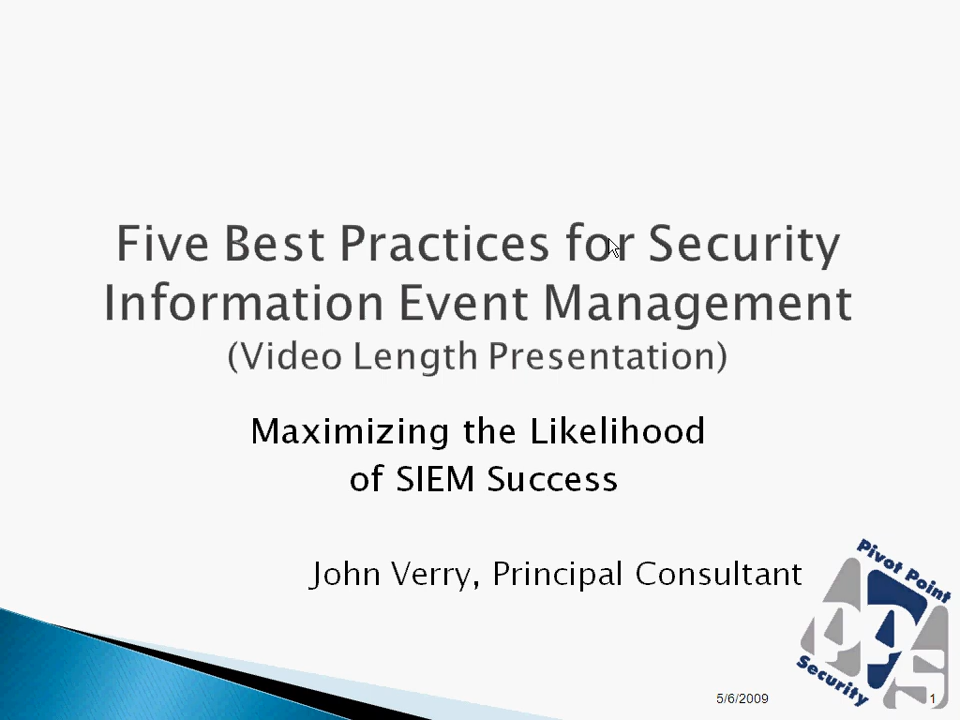 Five Best Practices for Security
Information Event Management
(Video Length Presentation)
Maximizing the Likelihood
of SIEM Success
John Verry, Principal Consultant
Pivot Point
PPS
Security
5/6/2009
1